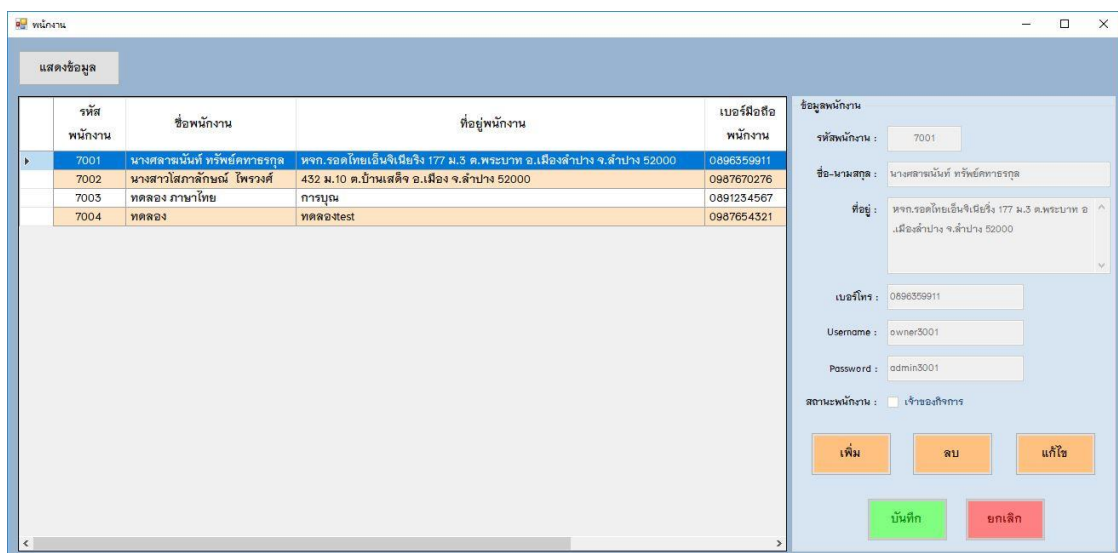 พนักงาน
แสดงข้อมูล
รหัส
พนักงาน
ชื่อพนักงาน
ที่อยู่พนักงาน
เบอร์มือถือ
พนักงาน
7001 นางศลาฆนันท์ ทรัพย์คทาธรกุล หจก.รอดไทยเอ็นจิเนียริง 177 ม.3 ต.พระบาท อ.เมืองลำปาง จ.ลำปาง 52000 0896359911
7002 นางสาวโสภาลักษณ์ ไพรวงศ์ 432 ม.10 ต.บ้านเสด็จ อ.เมือง จ.ลำปาง 52000 0987670276
7003 ทดลอง ภาษาไทย การบุณ 0891234567
7004 ทดลอง ทดลองtest 0987654321
ข้อมูลพนักงาน
รหัสพนักงาน : 7001
ชื่อ-นามสกุล : นางศลาฆนันท์ ทรัพย์คทาธรกุล
ที่อยู่ : หจก.รอดไทยเอ็นจิเนียริ่ง 177 ม.3 ต.พระบาท อ
.เมืองลำปาง จ.ลำปาง 52000
เบอร์โทร : 0896359911
Username : owner3001
Password : admin3001
สถานะพนักงาน : เจ้าของกิจการ
เพิ่ม ลบ แก้ไข
บันทึก ยกเลิก